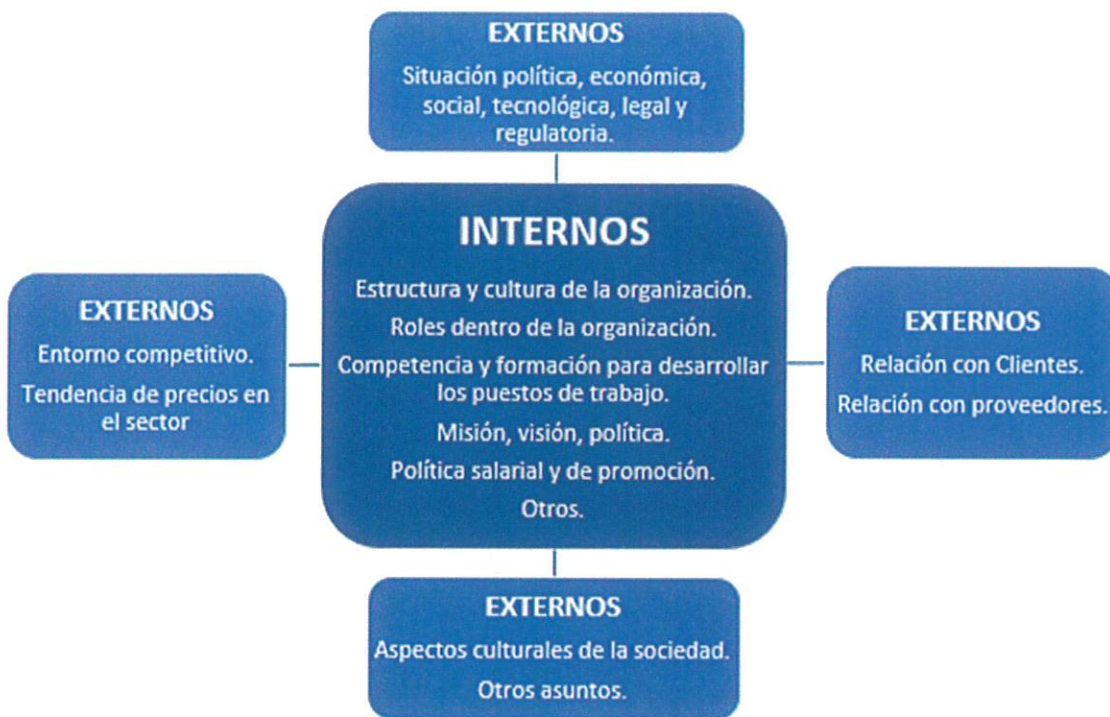 EXTERNOS
Situación política, económica,
social, tecnológica, legal y
regulatoria.
INTERNOS
Estructura y cultura de la organización.
Roles dentro de la organización.
Competencia y formación para desarrollar
los puestos de trabajo.
Misión, visión, política.
Política salarial y de promoción.
Otros.
EXTERNOS
Entorno competitivo.
Tendencia de precios en
el sector
EXTERNOS
Relación con Clientes.
Relación con proveedores.
EXTERNOS
Aspectos culturales de la sociedad.
Otros asuntos.